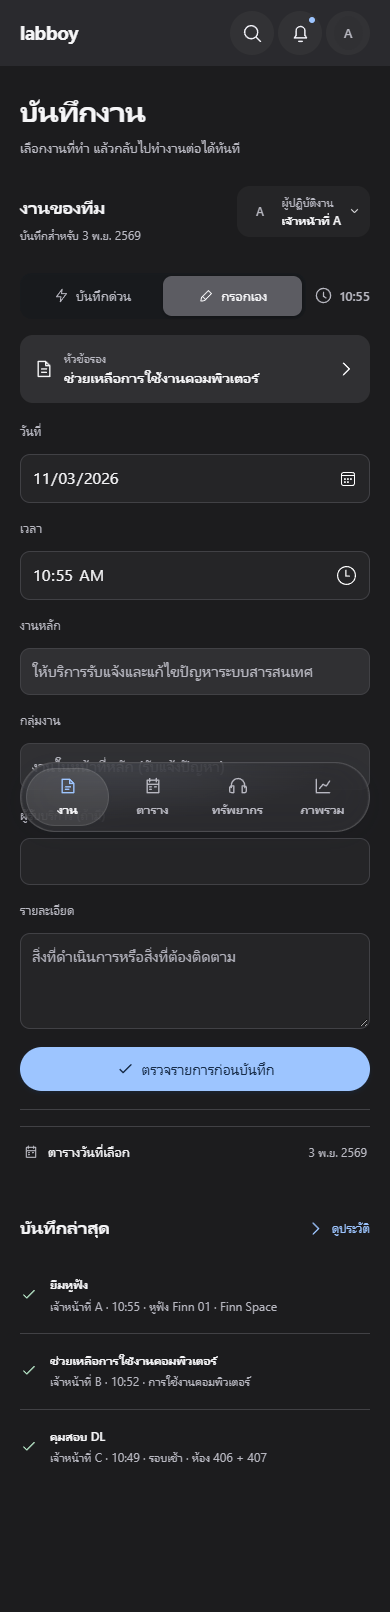 labboy
A
บันทึกงาน
เลือกงานที่ทำ แล้วกลับไปทำงานต่อได้ทันที
งานของทีม
บันทึกสำหรับ 3 พ.ย. 2569
A
ผู้ปฏิบัติงาน
เจ้าหน้าที่ A
บันทึกด่วน
กรอกเอง
10:55
หัวข้อรอง
ช่วยเหลือการใช้งานคอมพิวเตอร์
วันที่
11/03/2026
เวลา
10:55 AM
งานหลัก
ให้บริการรับแจ้งและแก้ไขปัญหาระบบสารสนเทศ
กลุ่มงาน
(รับแจ้งปัญหา)
งาน
ตาราง
ทรัพยากร
ภาพรวม
รายละเอียด
สิ่งที่ดำเนินการหรือสิ่งที่ต้องติดตาม
ตรวจรายการก่อนบันทึก
ตารางวันที่เลือก
3 พ.ย. 2569
บันทึกล่าสุด
ดูประวัติ
ยืมหูฟัง
เจ้าหน้าที่ A · 10:55 · หูฟัง Finn 01 · Finn Space
ช่วยเหลือการใช้งานคอมพิวเตอร์
เจ้าหน้าที่ B · 10:52 · การใช้งานคอมพิวเตอร์
คุมสอบ DL
เจ้าหน้าที่ C · 10:49 · รอบเช้า · ห้อง 406 + 407